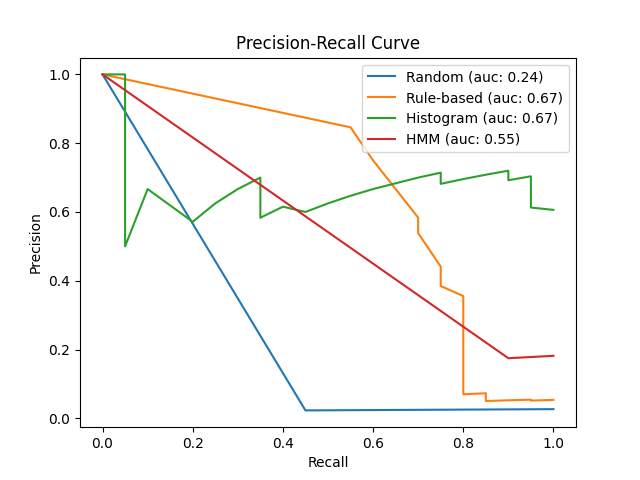 Precision-Recall Curve
Random (auc: 0.24)
Rule-based (auc: 0.67)
Histogram (auc: 0.67)
HMM (auc: 0.55)
1.0
0.8
0.6
0.4
0.2
0.0
Precision
0.0 0.2 0.4 0.6 0.8 1.0
Recall